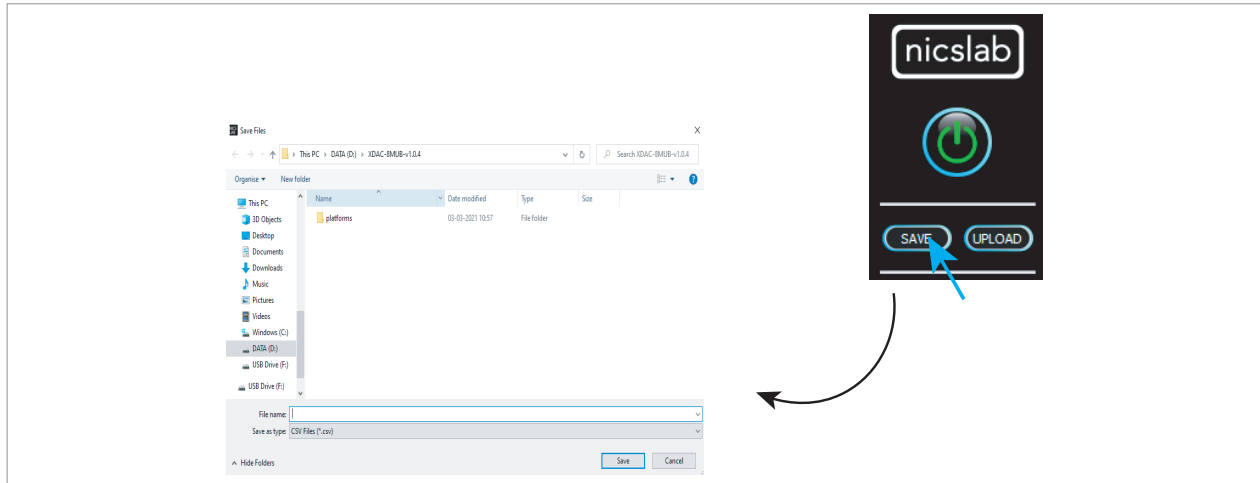 nicslab
SAVE UPLOAD
Save Files X
This PC > DATA (D:) > XDAC-8MUB-v1.0.4 Search XDAC-8MUB-v1.0.4
Organise New folder ?
Name Date modified Type Size
platforms 03-03-2021 10:57 File folder
This PC
3D Objects
Desktop
Documents
Downloads
Music
Pictures
Videos
Windows (C:)
DATA (D:)
USB Drive (F:)
USB Drive (F:)
File name:
Save as type: CSV Files (*.csv)
Hide Folders Save Cancel